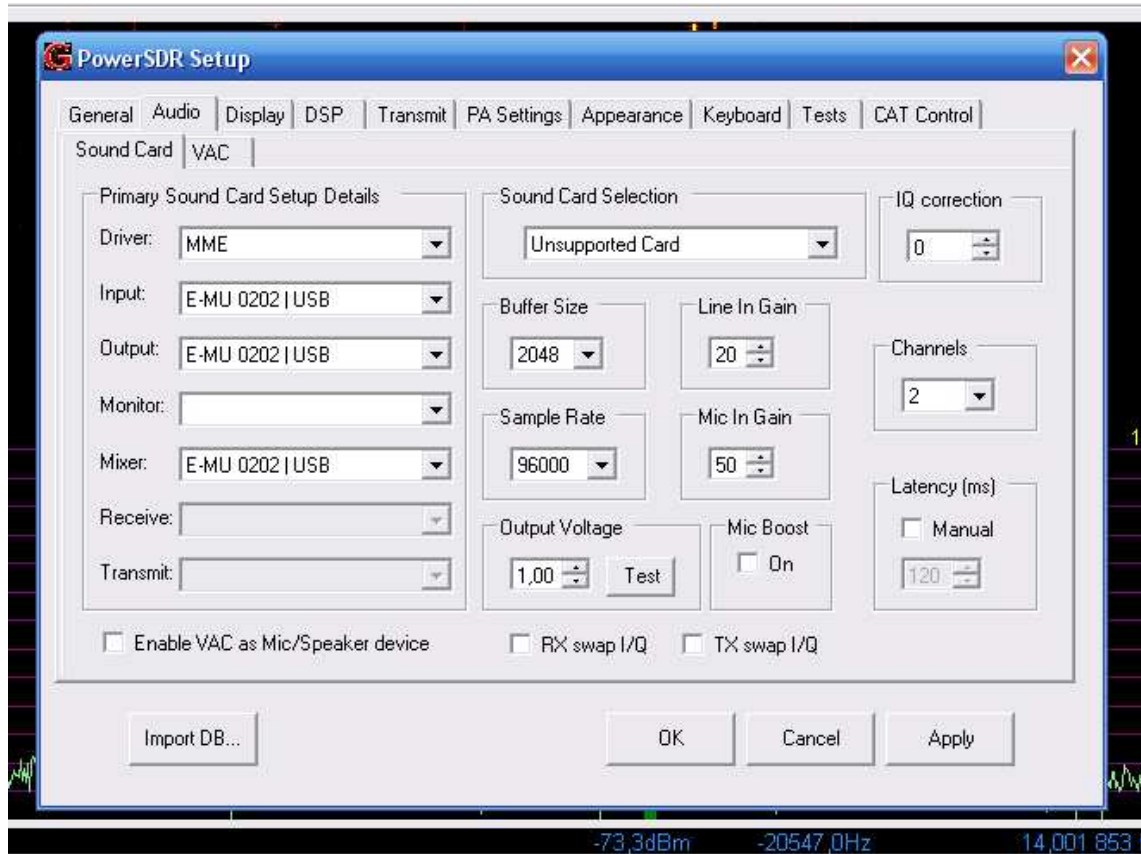 PowerSDR Setup
General Audio Display DSP Transmit PA Settings Appearance Keyboard Tests CAT Control
Sound Card VAC
Primary Sound Card Setup Details
Driver: MME
Input: E-MU 0202 | USB
Output: E-MU 0202 | USB
Monitor:
Mixer: E-MU 0202 | USB
Receive:
Transmit:
Enable VAC as Mic/Speaker device
Sound Card Selection
Unsupported Card
Buffer Size
2048
Line In Gain
20
Sample Rate
96000
Mic In Gain
50
Output Voltage
1,00 Test
Mic Boost
On
RX swap I/Q
TX swap I/Q
IQ correction
0
Channels
2
Latency (ms)
Manual
120
Import DB...
OK Cancel Apply
1
-73,3dBm -20547,0Hz 14,001 853